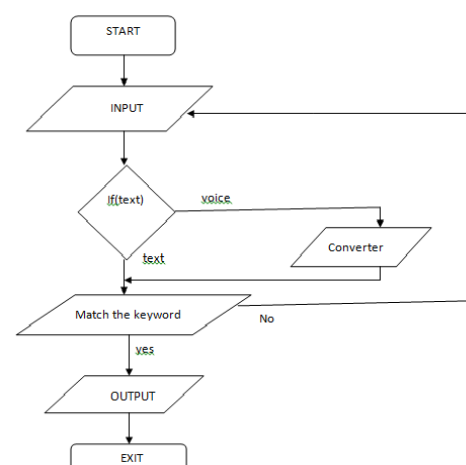 START
INPUT
If(text)
voice
Converter
text
Match the keyword
No
yes
OUTPUT
EXIT